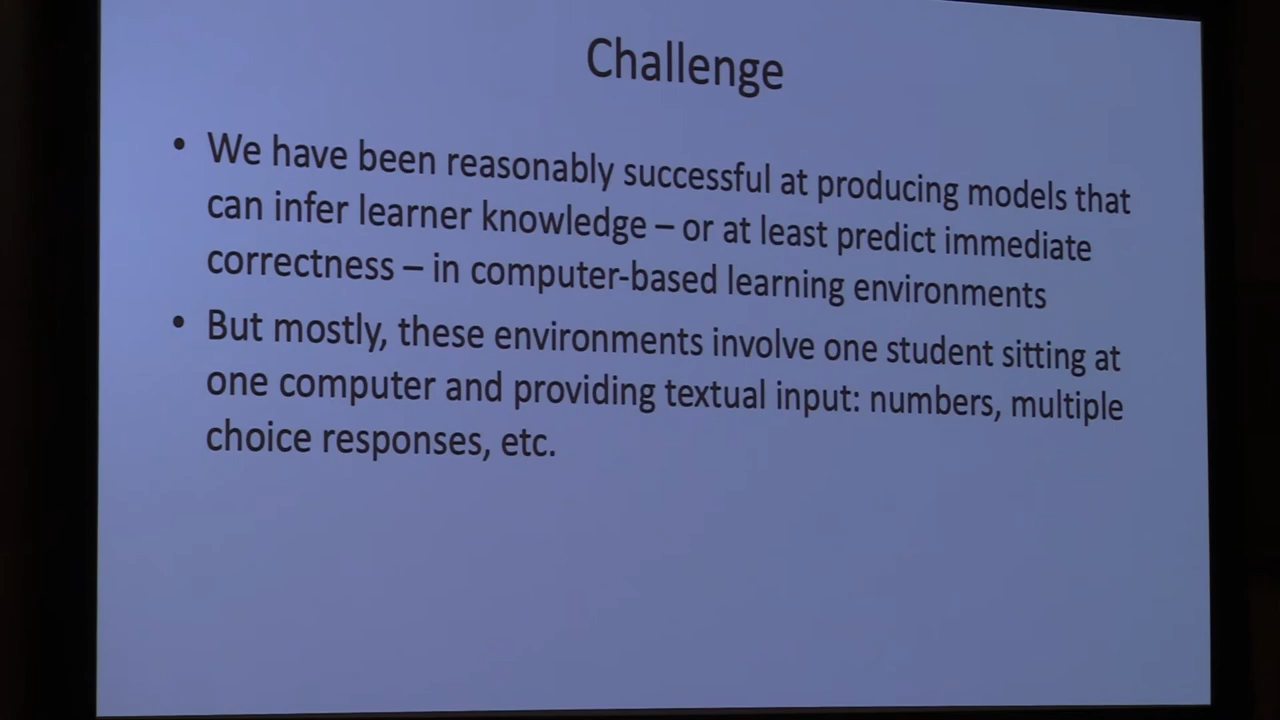 Challenge
• We have been reasonably successful at producing models that
can infer learner knowledge – or at least predict immediate
correctness – in computer-based learning environments
• But mostly, these environments involve one student sitting at
one computer and providing textual input: numbers, multiple
choice responses, etc.